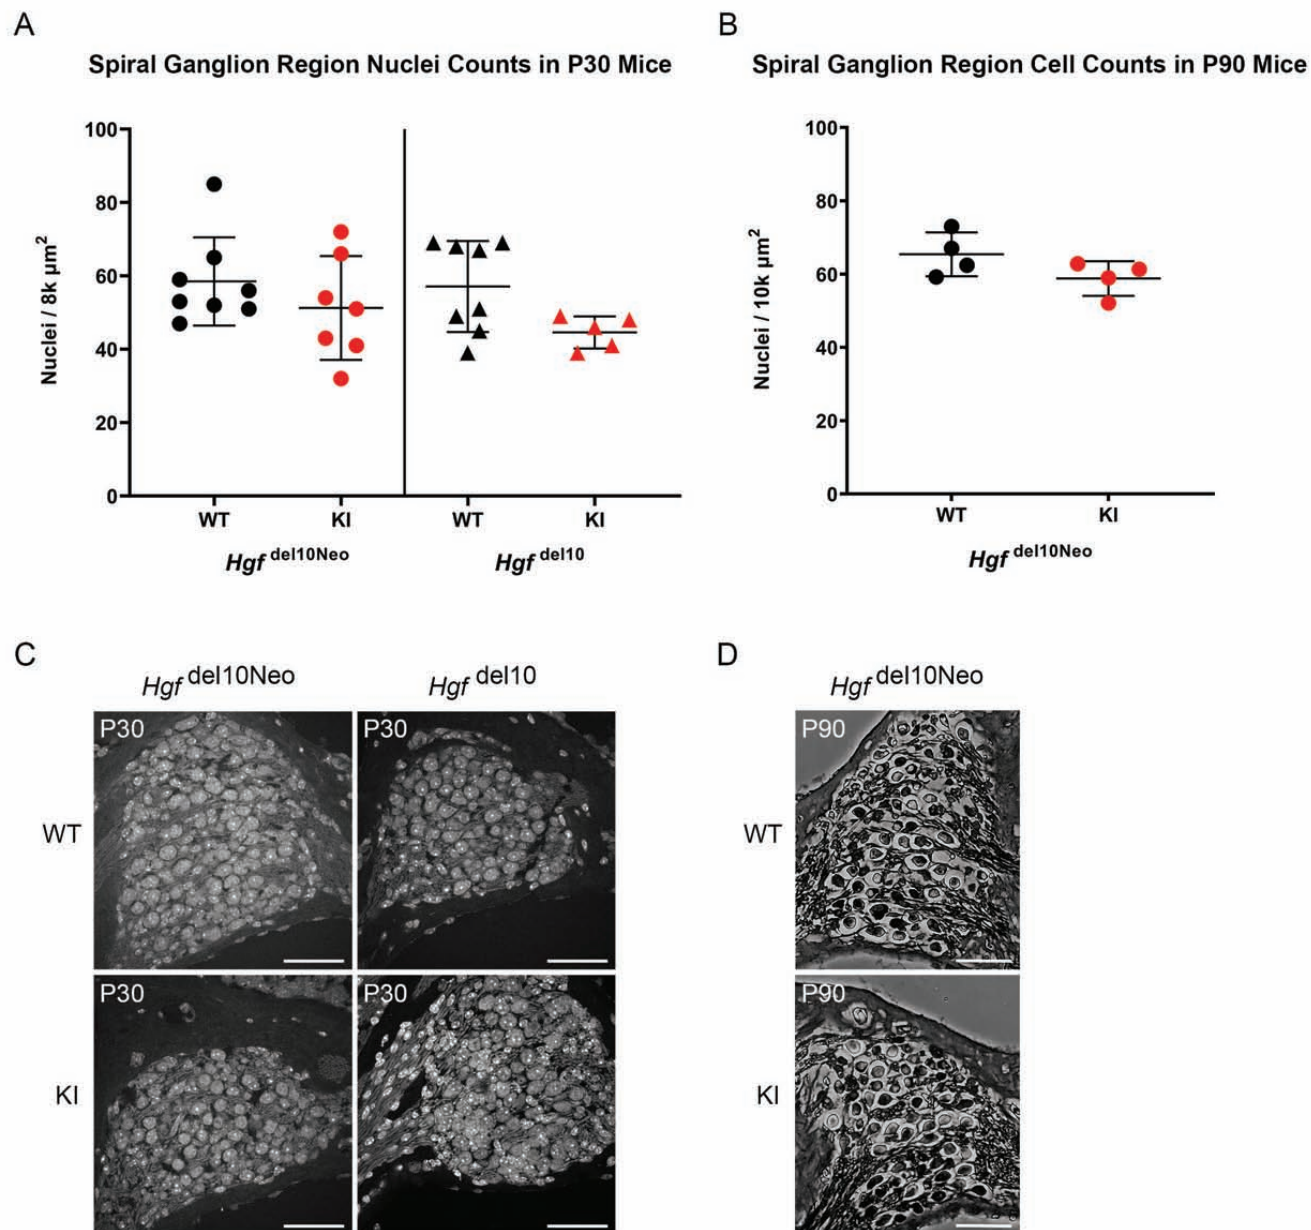 A
Spiral Ganglion Region Nuclei Counts in P30 Mice
100
80
60
40
20
0
Nuclei / 8k µm²
WT
KI
WT
KI
Hgf del10Neo
Hgf del10
B
Spiral Ganglion Region Cell Counts in P90 Mice
100
80
60
40
20
0
Nuclei / 10k µm²
WT
KI
Hgf del10Neo
C
Hgf del10Neo
Hgf del10
WT
P30
P30
KI
P30
P30
D
Hgf del10Neo
WT
P90
KI
P90